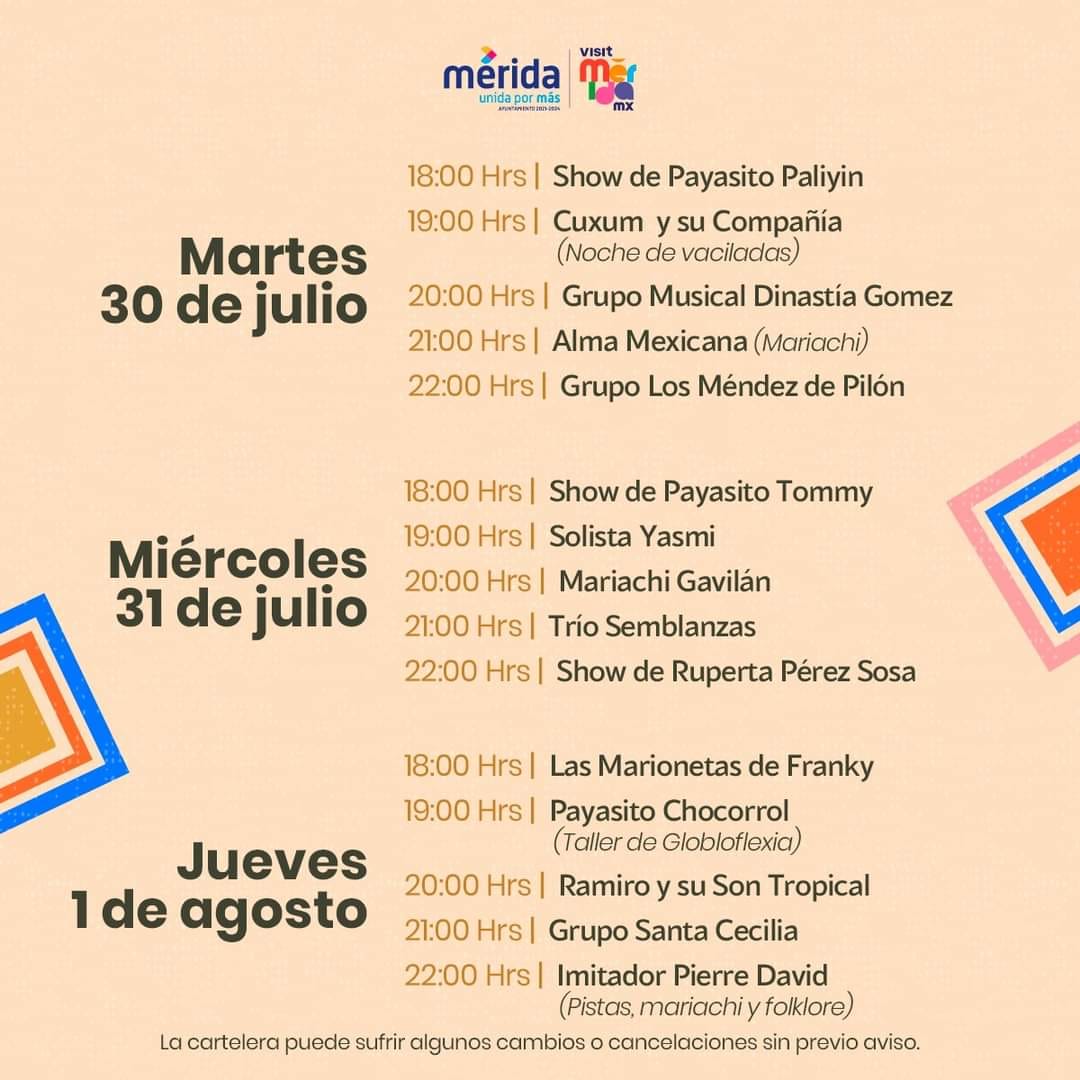 mérida
unida por más
AYUNTAMIENTO 2021-2024
VISIT
MÉRIDA
MX
Martes
30 de julio
18:00 Hrs | Show de Payasito Paliyin
19:00 Hrs | Cuxum y su Compañía
(Noche de vaciladas)
20:00 Hrs | Grupo Musical Dinastía Gomez
21:00 Hrs | Alma Mexicana (Mariachi)
22:00 Hrs | Grupo Los Méndez de Pilón
Miércoles
31 de julio
18:00 Hrs | Show de Payasito Tommy
19:00 Hrs | Solista Yasmi
20:00 Hrs | Mariachi Gavilán
21:00 Hrs | Trío Semblanzas
22:00 Hrs | Show de Ruperta Pérez Sosa
Jueves
1 de agosto
18:00 Hrs | Las Marionetas de Franky
19:00 Hrs | Payasito Chocorrol
(Taller de Globloflexia)
20:00 Hrs | Ramiro y su Son Tropical
21:00 Hrs | Grupo Santa Cecilia
22:00 Hrs | Imitador Pierre David
(Pistas, mariachi y folklore)
La cartelera puede sufrir algunos cambios o cancelaciones sin previo aviso.